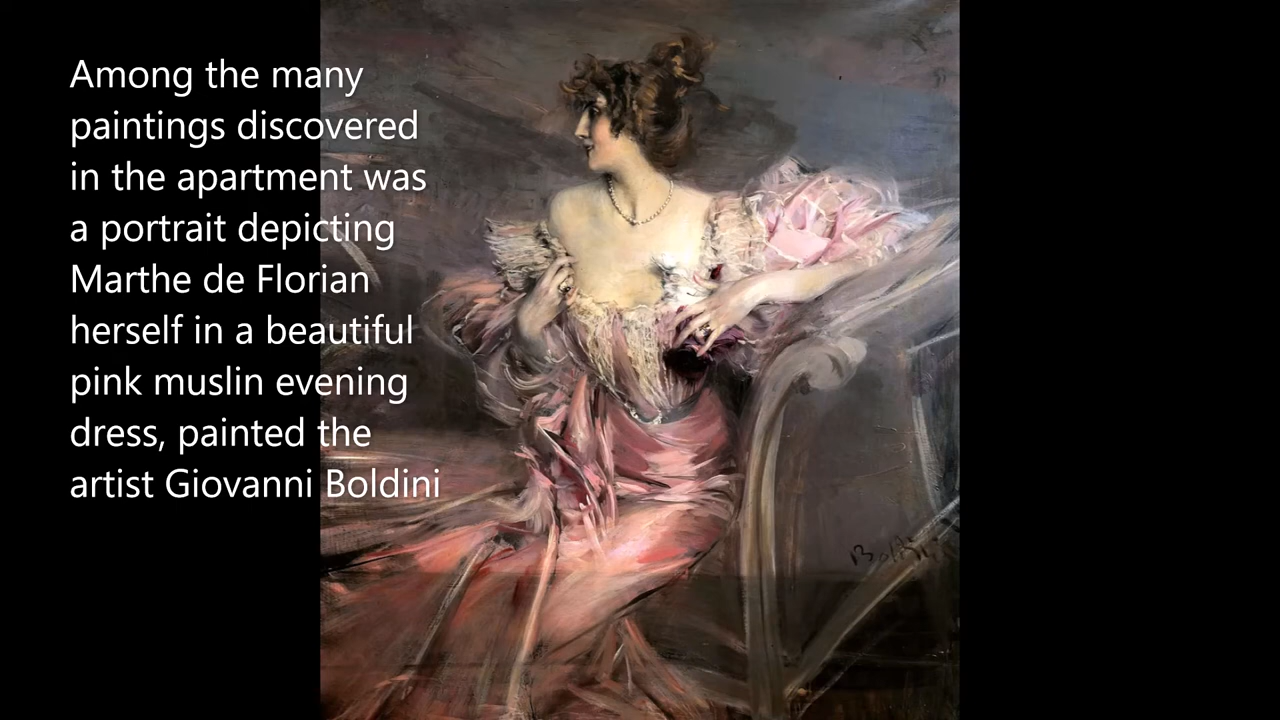 Among the many
paintings discovered
in the apartment was
a portrait depicting
Marthe de Florian
herself in a beautiful
pink muslin evening
dress, painted the
artist Giovanni Boldini